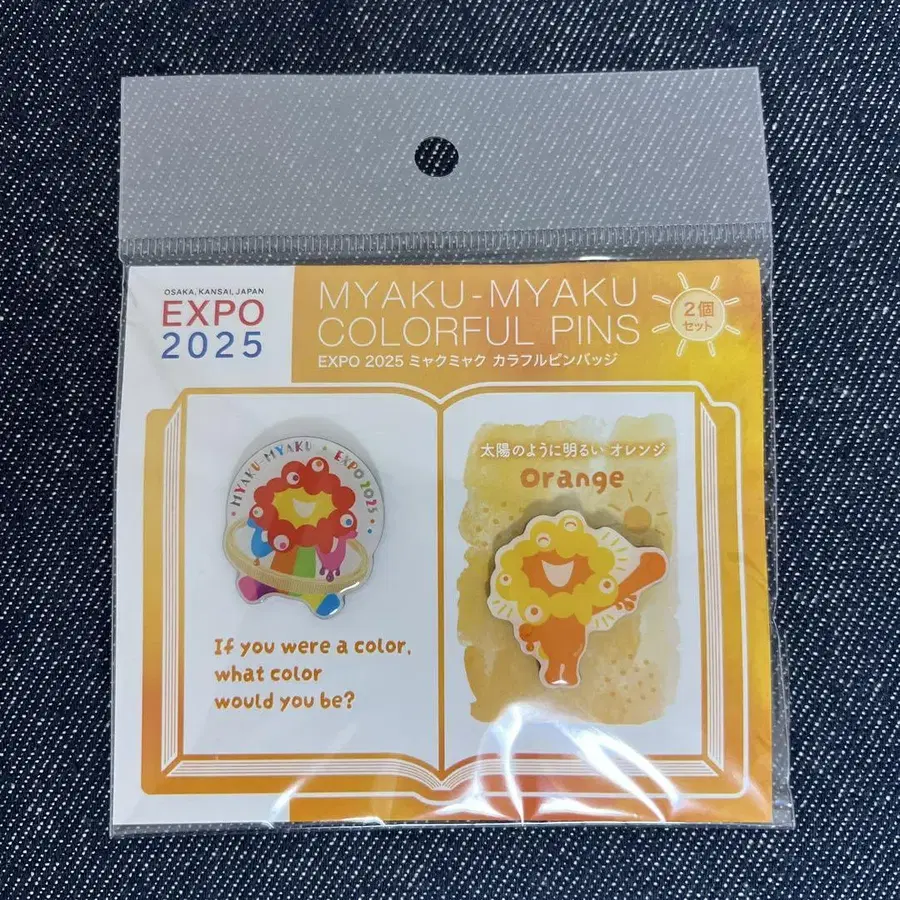 OSAKA, KANSAI, JAPAN
EXPO
2025
MYAKU-MYAKU
COLORFUL PINS
EXPO 2025 ミャクミャク カラフルピンバッジ
2個
セット
MYAKU-MYAKU • EXPO 2025 •
If you were a color,
what color
would you be?
太陽のように明るい オレンジ
Orange